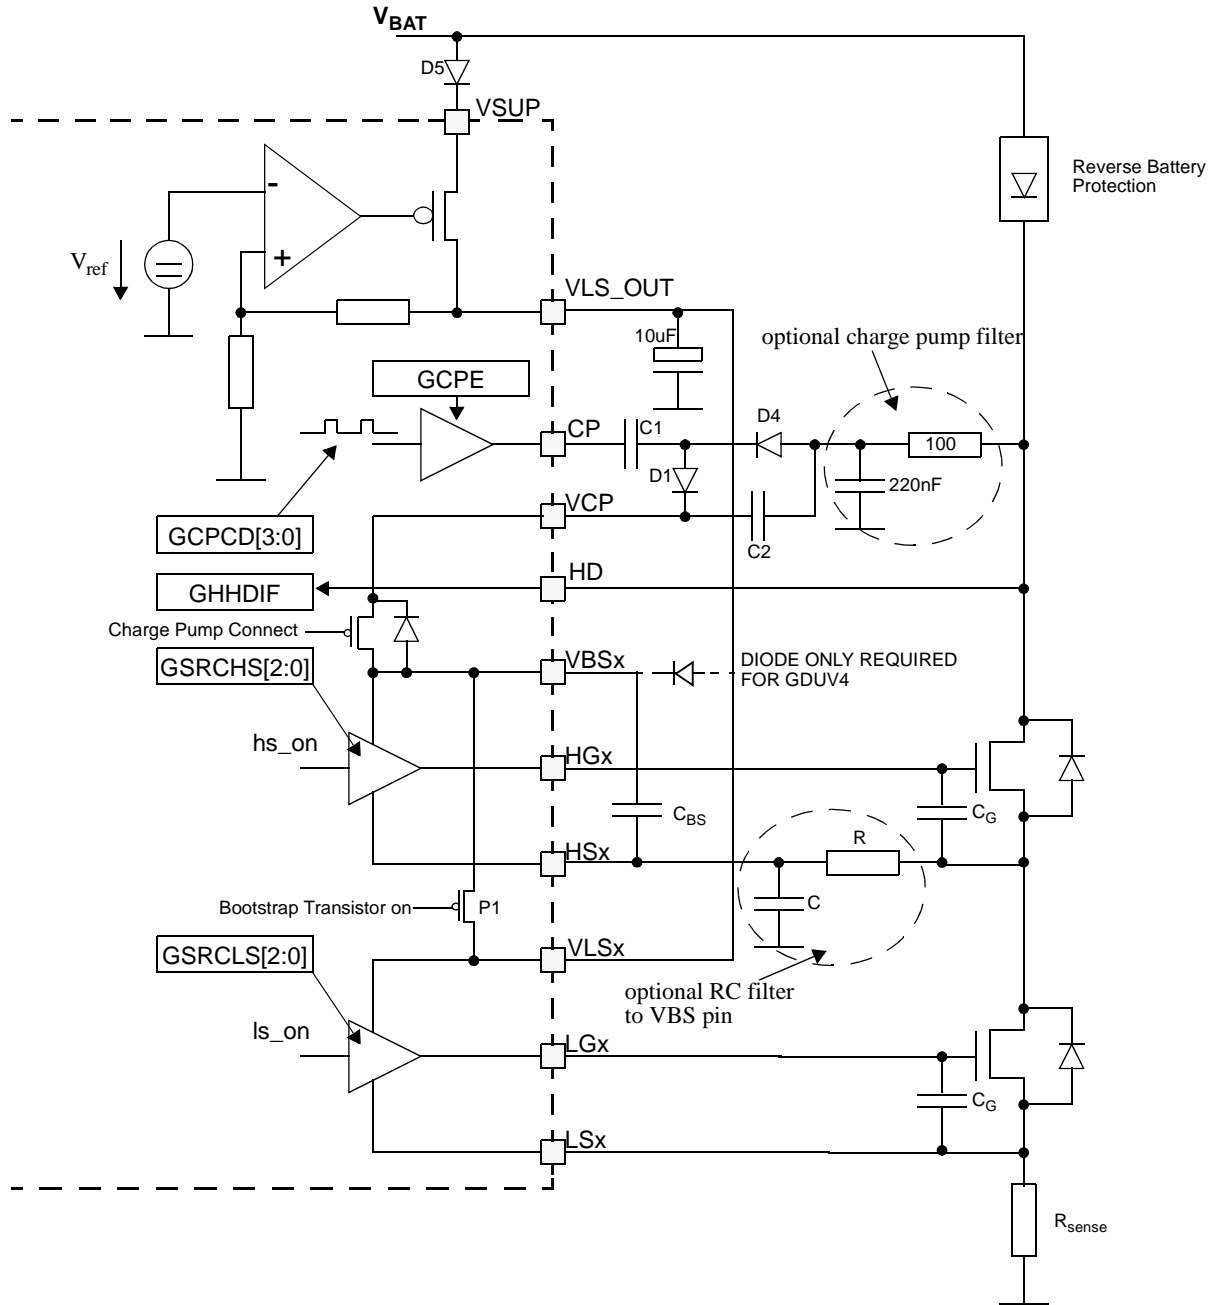 VBAT
D5
VSUP
Reverse Battery
Protection
-
+
Vref
VLS_OUT
10uF
optional charge pump filter
GCPE
CP
C1
D4
100
D1
220nF
VCP
GCPCD[3:0]
C2
HD
GHHDIF
Charge Pump Connect
GSRCHS[2:0]
VBSx
DIODE ONLY REQUIRED
FOR GDUV4
hs_on
HGx
CBS
CG
HSx
R
C
Bootstrap Transistor on
P1
GSRCLS[2:0]
VLSx
optional RC filter
to VBS pin
ls_on
LGx
CG
LSx
Rsense